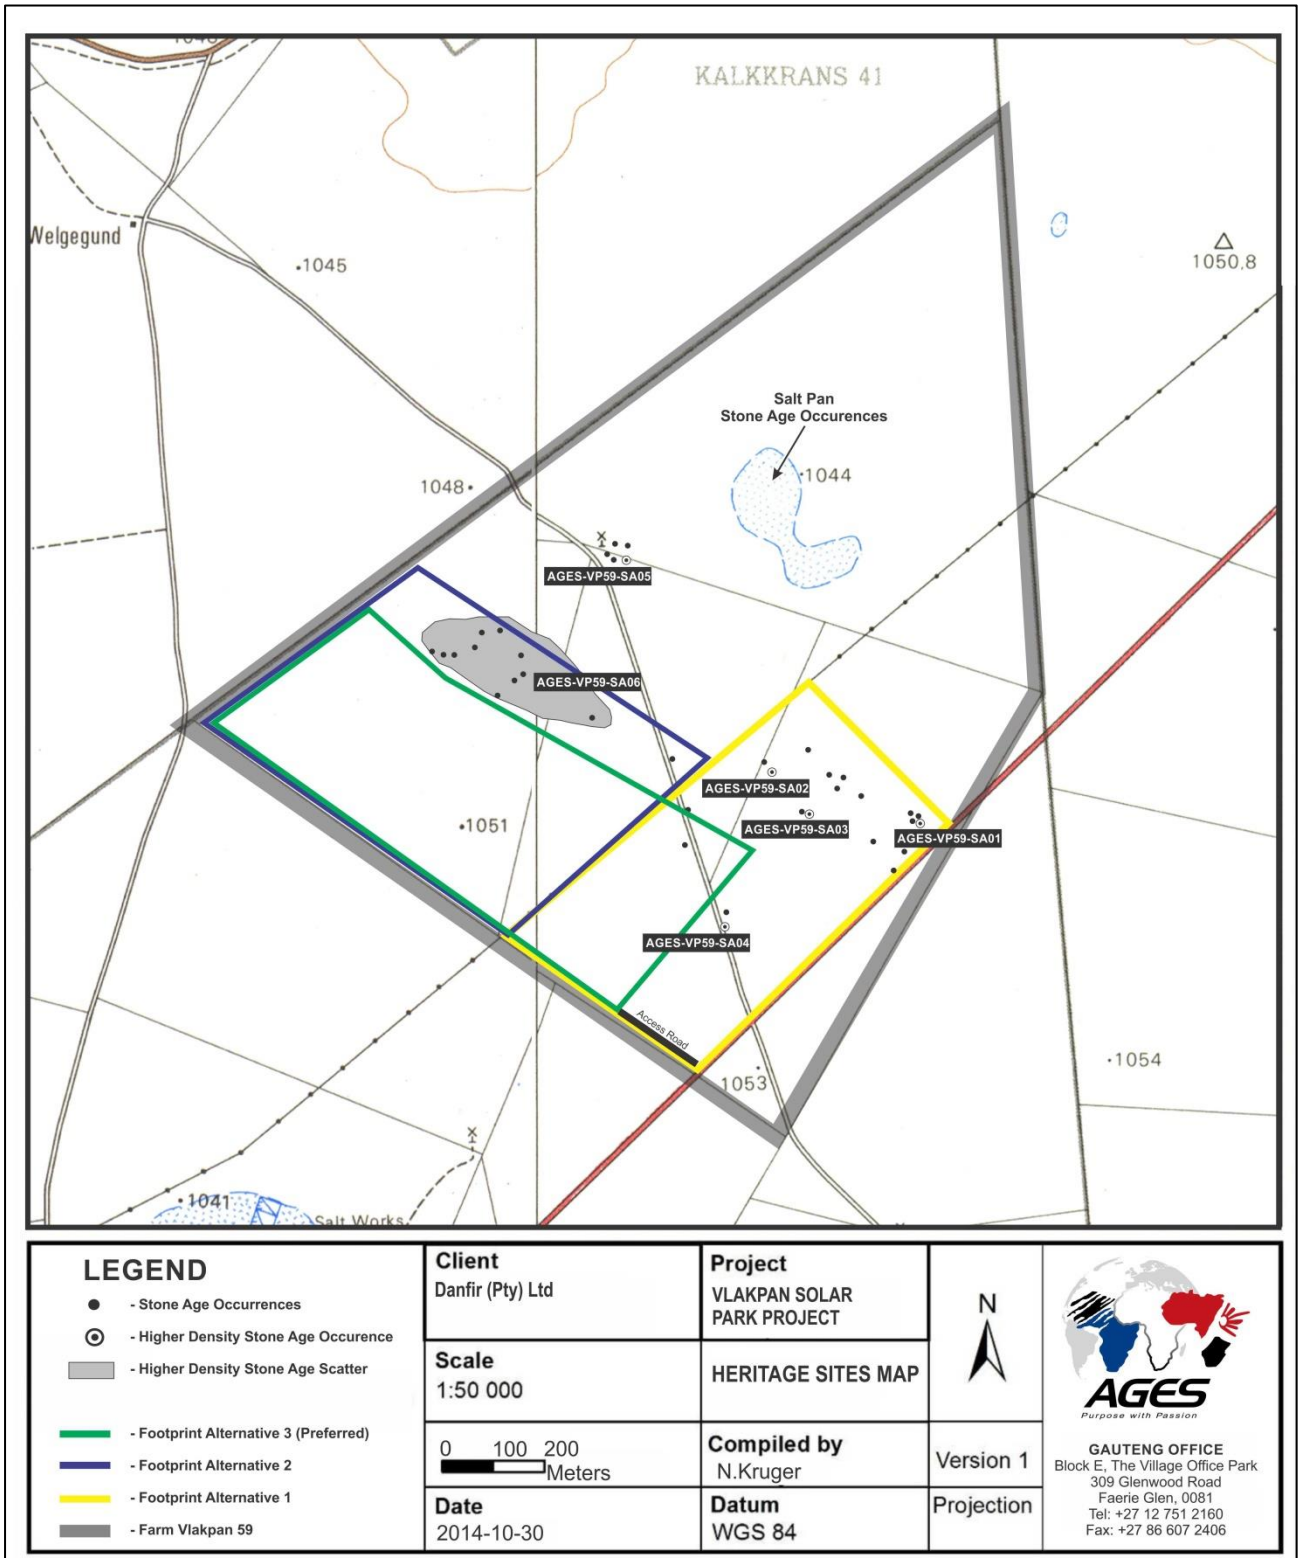 1048
KALKKRANS 41
Welgegund
1045
1050,8
Salt Pan
Stone Age Occurences
1044
1048
AGES-VP59-SA05
AGES-VP59-SA06
AGES-VP59-SA02
AGES-VP59-SA03
AGES-VP59-SA01
1051
AGES-VP59-SA04
Access Road
1053
1054
1041
Salt Works
LEGEND
- Stone Age Occurrences
- Higher Density Stone Age Occurence
- Higher Density Stone Age Scatter
- Footprint Alternative 3 (Preferred)
- Footprint Alternative 2
- Footprint Alternative 1
- Farm Vlakpan 59
Client
Danfir (Pty) Ltd
Scale
1:50 000
0 100 200
Meters
Date
2014-10-30
Project
VLAKPAN SOLAR
PARK PROJECT
HERITAGE SITES MAP
Compiled by
N.Kruger
Datum
WGS 84
N
Version 1
Projection
AGES
Purpose with Passion
GAUTENG OFFICE
Block E, The Village Office Park
309 Glenwood Road
Faerie Glen, 0081
Tel: +27 12 751 2160
Fax: +27 86 607 2406